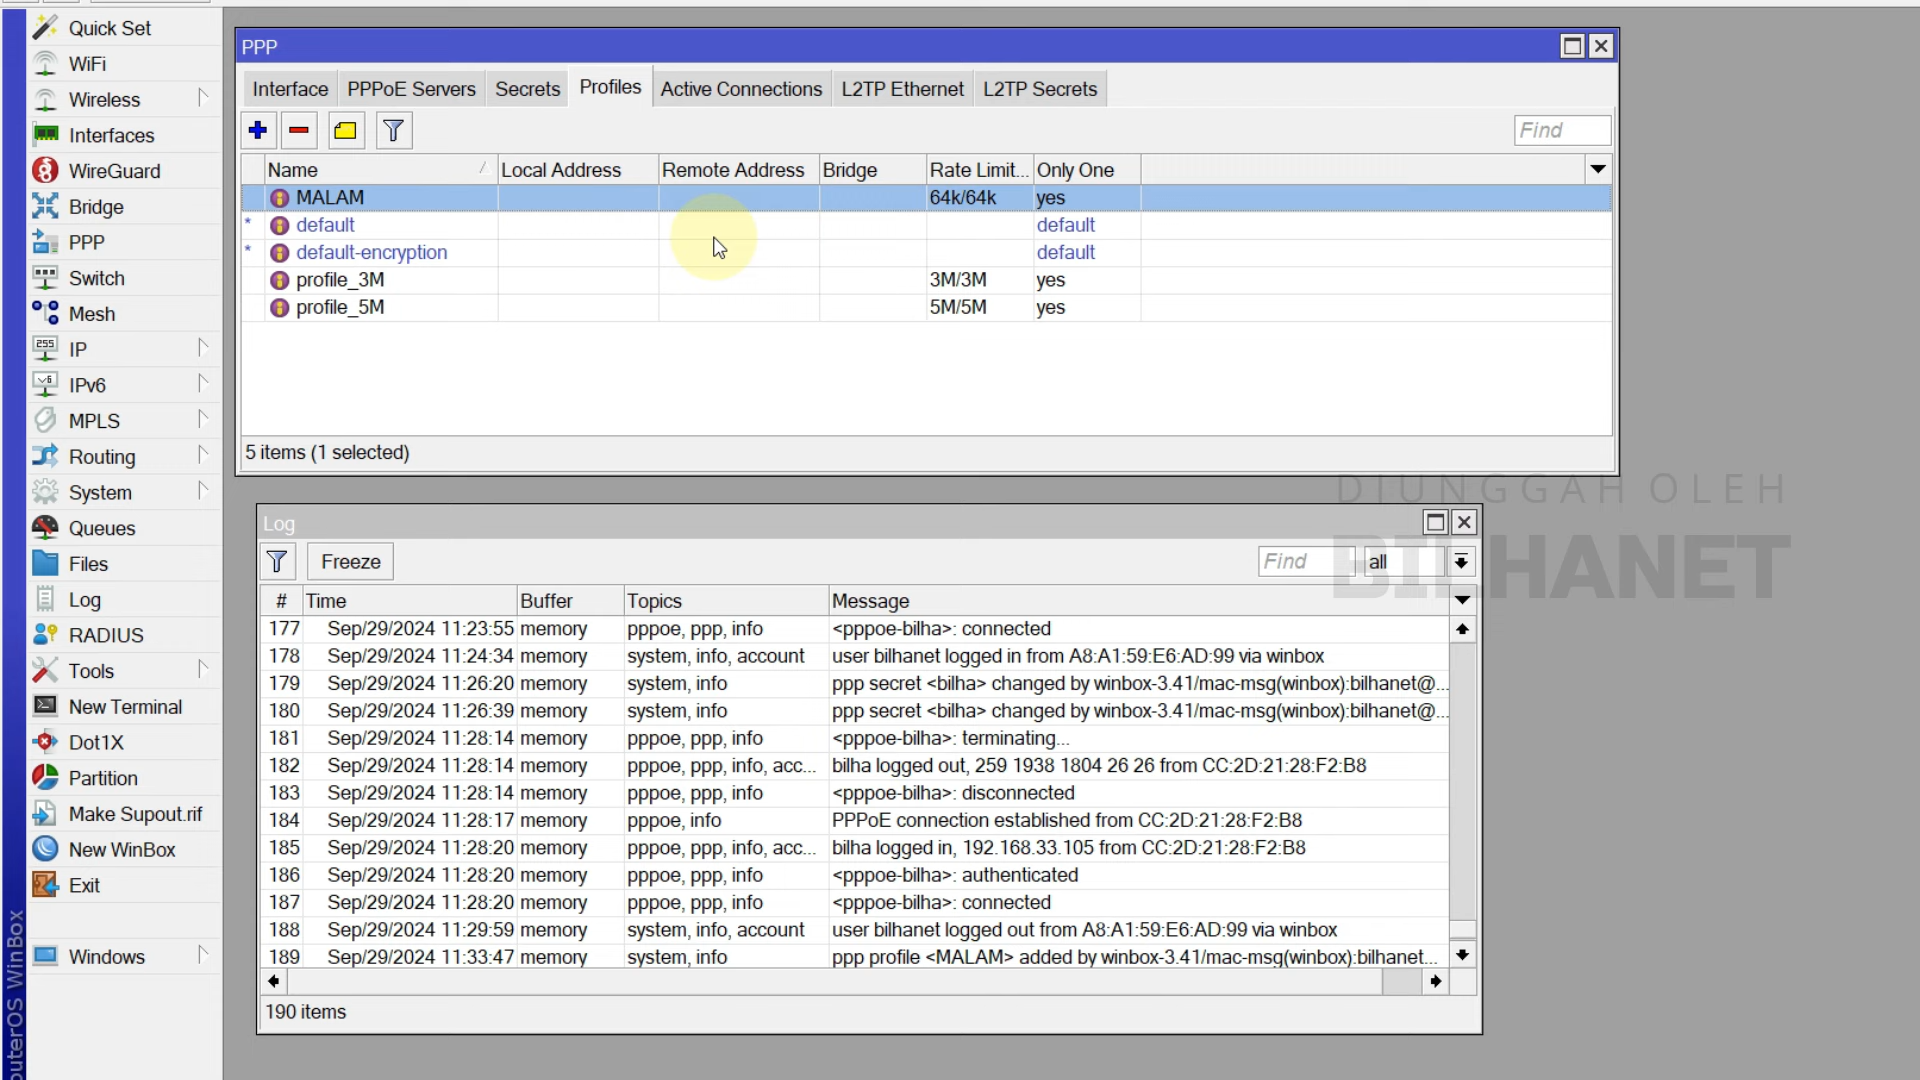 Quick Set
WiFi
Wireless
Interfaces
WireGuard
Bridge
PPP
Switch
Mesh
255 IP
v6 IPv6
MPLS
Routing
System
Queues
Files
Log
RADIUS
Tools
New Terminal
Dot1X
Partition
Make Supout.rif
New WinBox
Exit
Windows
outerOS WinBox
PPP
Interface PPPoE Servers Secrets Profiles Active Connections L2TP Ethernet L2TP Secrets
Find
Name Local Address Remote Address Bridge Rate Limit... Only One
MALAM 64k/64k yes
* default default
* default-encryption default
profile_3M 3M/3M yes
profile_5M 5M/5M yes
5 items (1 selected)
DIUNGGAH OLEH
BILHANET
Log
Freeze Find all
# Time Buffer Topics Message
177 Sep/29/2024 11:23:55 memory pppoe, ppp, info <pppoe-bilha>: connected
178 Sep/29/2024 11:24:34 memory system, info, account user bilhanet logged in from A8:A1:59:E6:AD:99 via winbox
179 Sep/29/2024 11:26:20 memory system, info ppp secret <bilha> changed by winbox-3.41/mac-msg(winbox):bilhanet@...
180 Sep/29/2024 11:26:39 memory system, info ppp secret <bilha> changed by winbox-3.41/mac-msg(winbox):bilhanet@...
181 Sep/29/2024 11:28:14 memory pppoe, ppp, info <pppoe-bilha>: terminating...
182 Sep/29/2024 11:28:14 memory pppoe, ppp, info, acc... bilha logged out, 259 1938 1804 26 26 from CC:2D:21:28:F2:B8
183 Sep/29/2024 11:28:14 memory pppoe, ppp, info <pppoe-bilha>: disconnected
184 Sep/29/2024 11:28:17 memory pppoe, info PPPoE connection established from CC:2D:21:28:F2:B8
185 Sep/29/2024 11:28:20 memory pppoe, ppp, info, acc... bilha logged in, 192.168.33.105 from CC:2D:21:28:F2:B8
186 Sep/29/2024 11:28:20 memory pppoe, ppp, info <pppoe-bilha>: authenticated
187 Sep/29/2024 11:28:20 memory pppoe, ppp, info <pppoe-bilha>: connected
188 Sep/29/2024 11:29:59 memory system, info, account user bilhanet logged out from A8:A1:59:E6:AD:99 via winbox
189 Sep/29/2024 11:33:47 memory system, info ppp profile <MALAM> added by winbox-3.41/mac-msg(winbox):bilhanet...
190 items